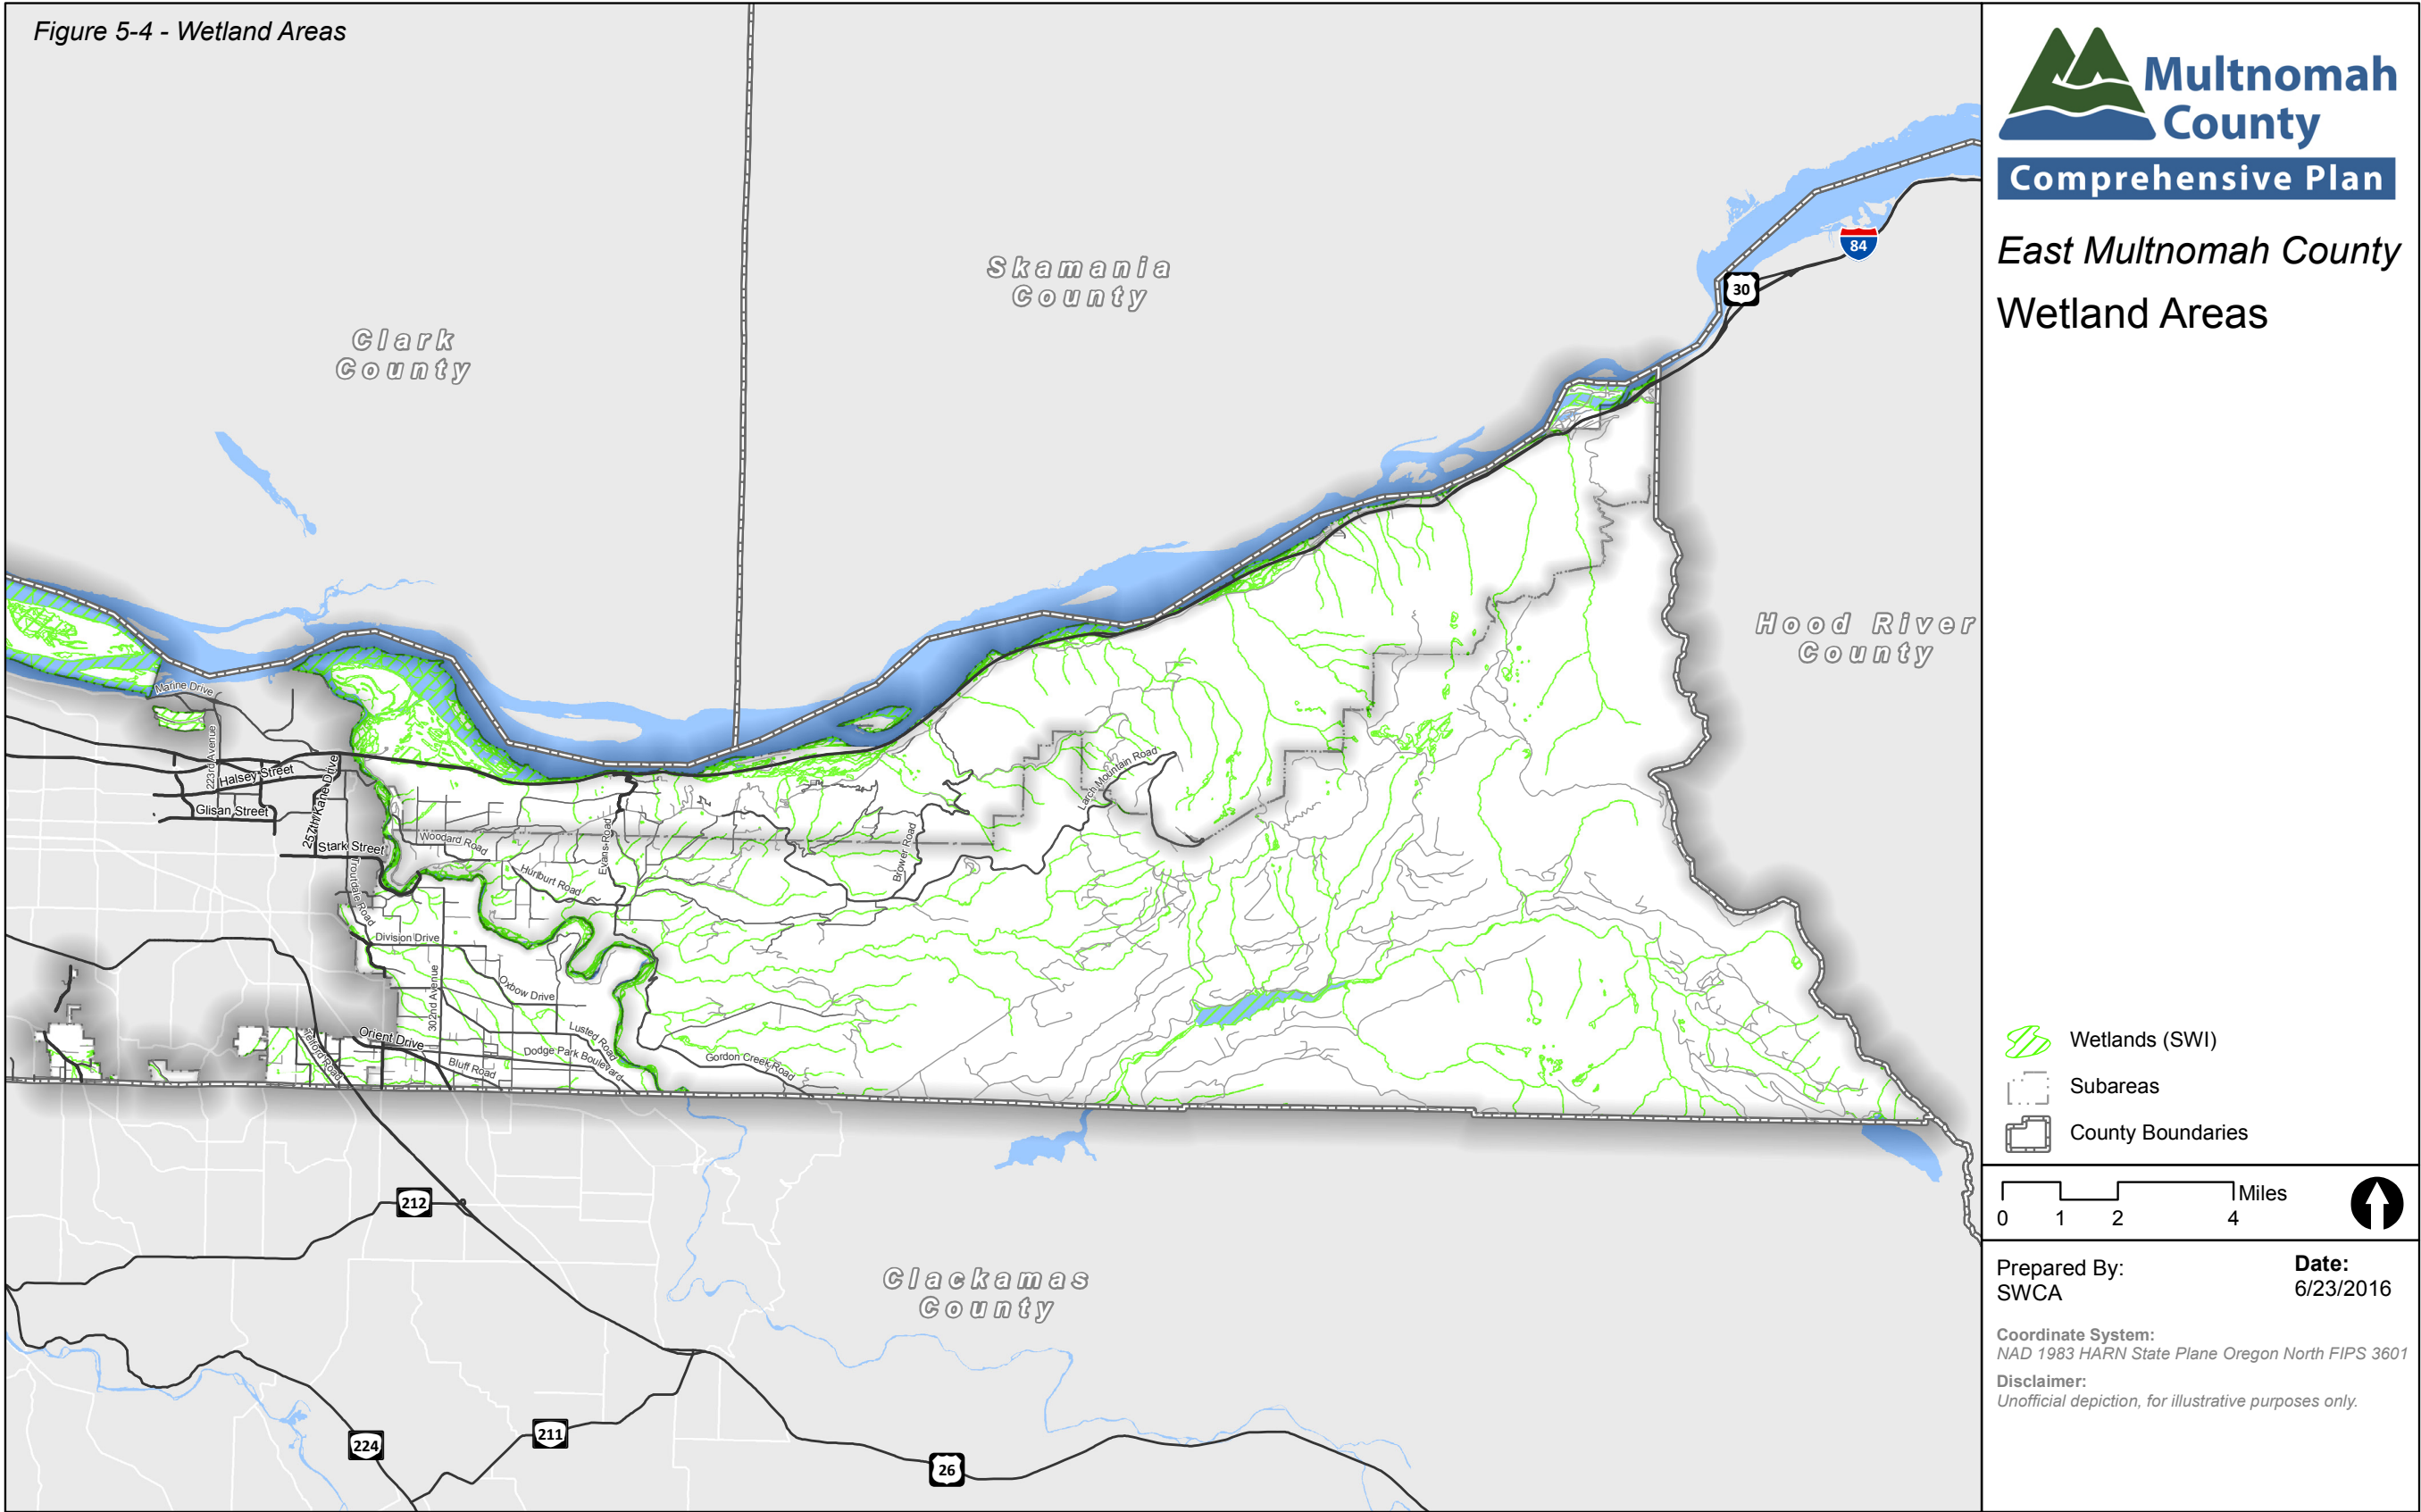 Figure 5-4 - Wetland Areas
Multnomah
County
Comprehensive Plan
East Multnomah County
Wetland Areas
Skamania
County
Clark
County
84
30
Hood River
County
Marine Drive
223rd Avenue
Halsey Street
257th/Kane Drive
Glisan Street
Stark Street
Troutdale Road
Woodard Road
Evans Road
Hurlburt Road
Brower Road
Larch Mountain Road
Division Drive
302nd Avenue
Oxbow Drive
Lusted Road
Orient Drive
Telford Road
Bluff Road
Dodge Park Boulevard
Gordon Creek Road
212
Clackamas
County
224
211
26
Wetlands (SWI)
Subareas
County Boundaries
Miles
0 1 2 4
Prepared By:
SWCA
Date:
6/23/2016
Coordinate System:
NAD 1983 HARN State Plane Oregon North FIPS 3601
Disclaimer:
Unofficial depiction, for illustrative purposes only.